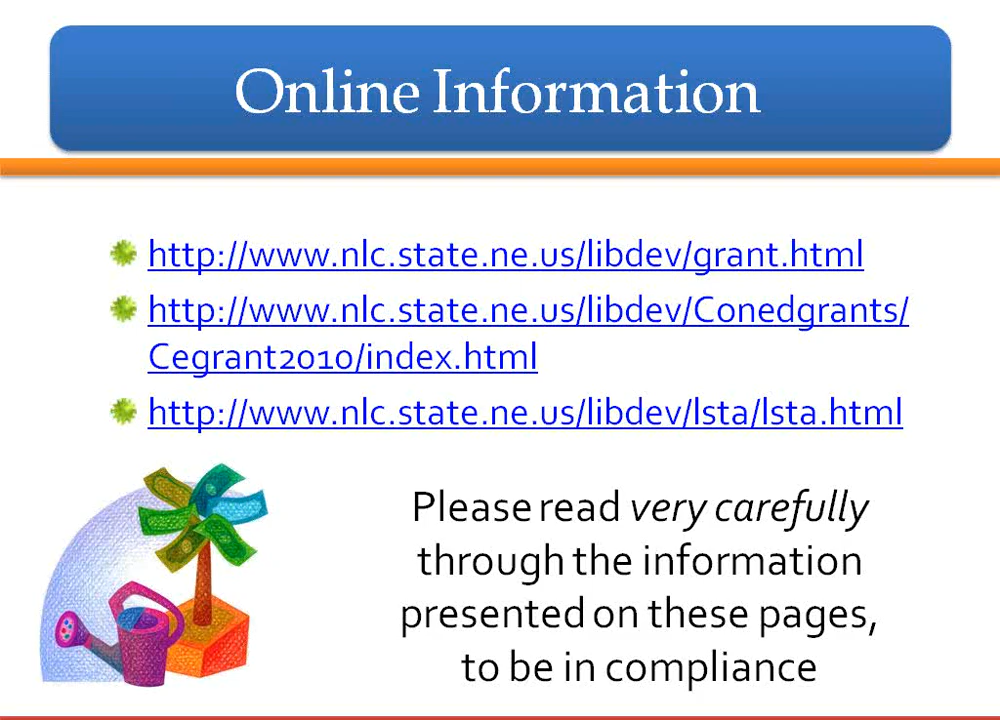 Online Information
http://www.nlc.state.ne.us/libdev/grant.html
http://www.nlc.state.ne.us/libdev/Conedgrants/
Cegrant2010/index.html
http://www.nlc.state.ne.us/libdev/lsta/lsta.html
Please read very carefully
through the information
presented on these pages,
to be in compliance